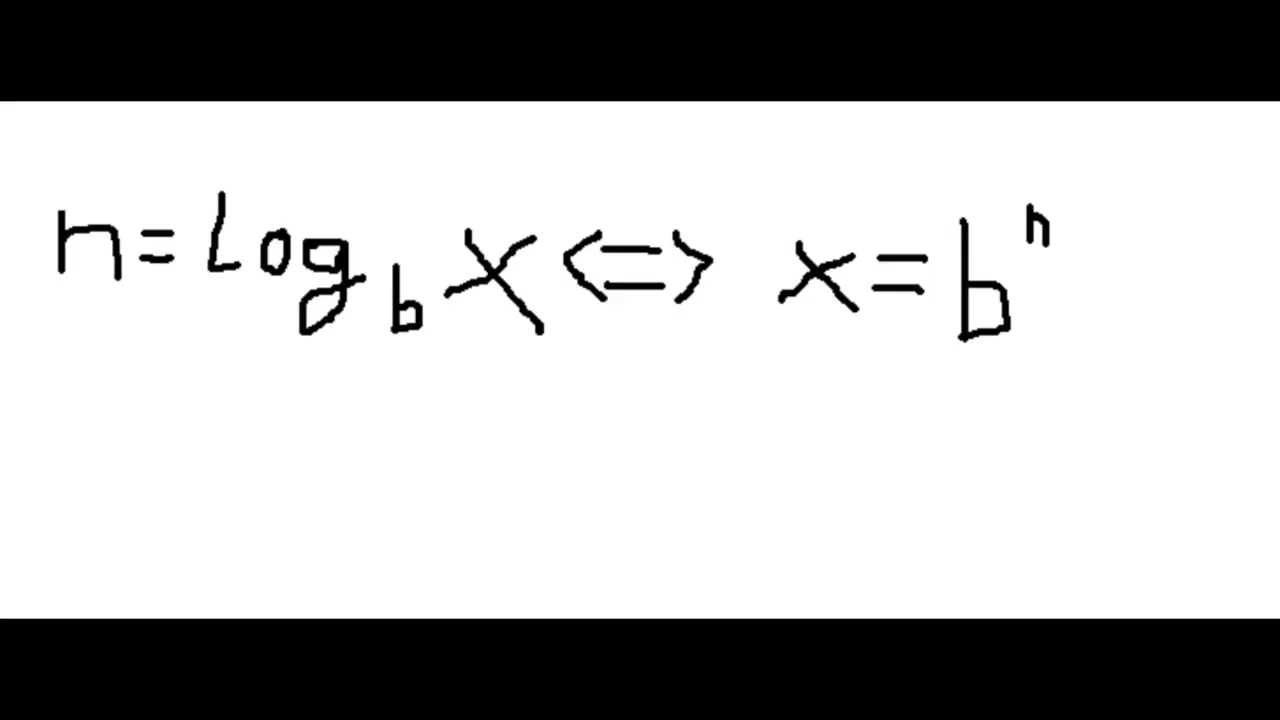 n = log_b x <=> x = b^n